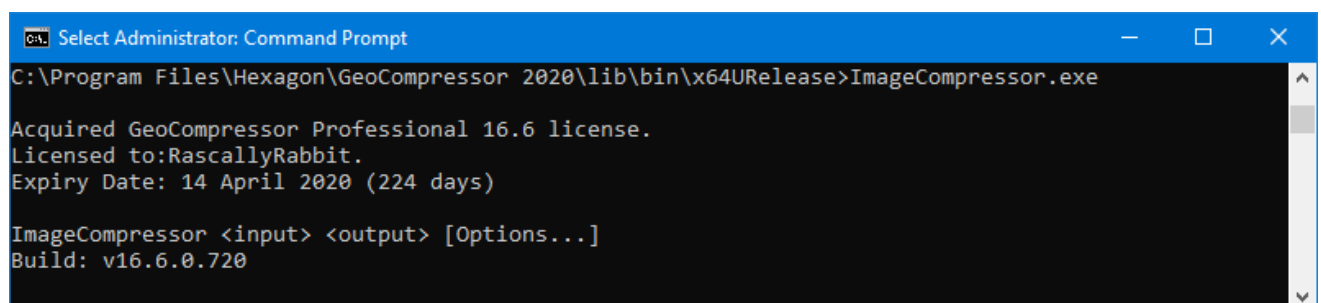 Select Administrator: Command Prompt
C:\Program Files\Hexagon\GeoCompressor 2020\lib\bin\x64URelease>ImageCompressor.exe
Acquired GeoCompressor Professional 16.6 license.
Licensed to:RascallyRabbit.
Expiry Date: 14 April 2020 (224 days)
ImageCompressor <input> <output> [Options...]
Build: v16.6.0.720